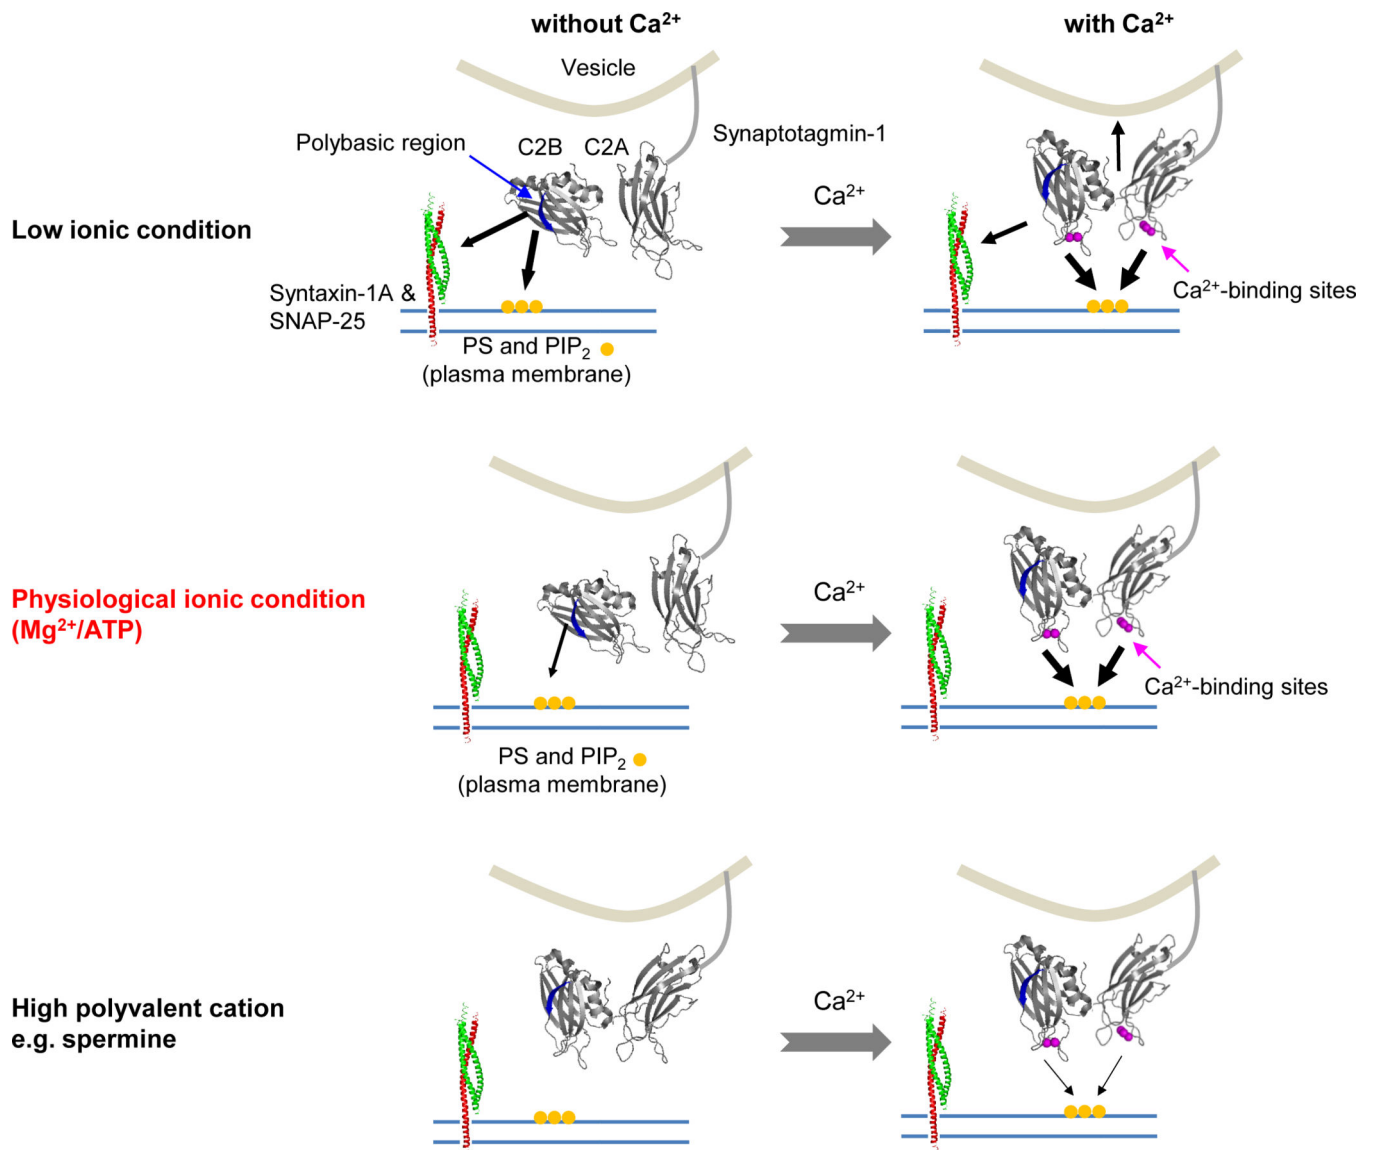 without Ca²⁺
with Ca²⁺
Vesicle
Polybasic region
C2B
C2A
Synaptotagmin-1
Ca²⁺
Low ionic condition
Syntaxin-1A &
SNAP-25
PS and PIP₂
(plasma membrane)
Ca²⁺-binding sites
Physiological ionic condition
(Mg²⁺/ATP)
Ca²⁺
Ca²⁺-binding sites
PS and PIP₂
(plasma membrane)
High polyvalent cation
e.g. spermine
Ca²⁺